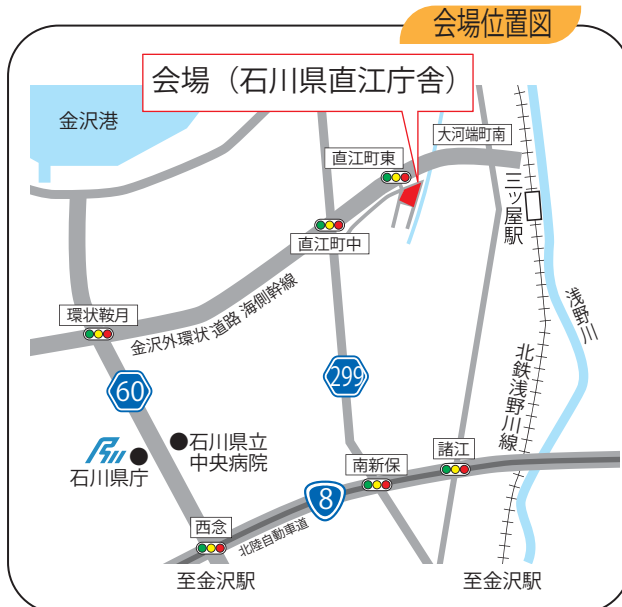 会場位置図
会場（石川県直江庁舎）
金沢港
大河端町南
直江町東
三ッ屋駅
直江町中
浅野川
金沢外環状道路 海側幹線
環状鞍月
60
299
北鉄浅野川線
石川県立
中央病院
石川県庁
諸江
南新保
8
西念
北陸自動車道
至金沢駅
至金沢駅